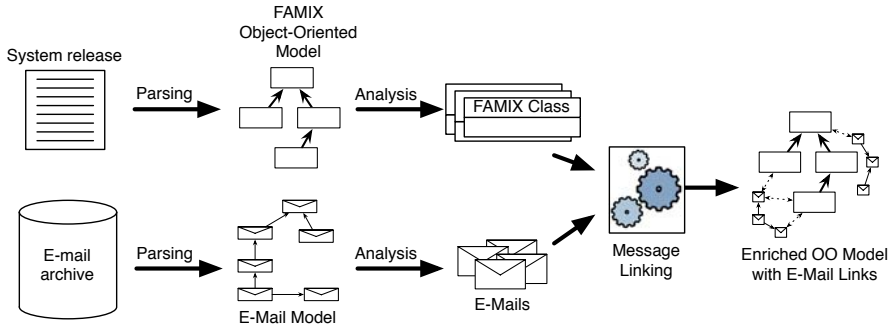 System release
Parsing
FAMIX
Object-Oriented
Model
Analysis
FAMIX Class
E-mail
archive
Parsing
E-Mail Model
Analysis
E-Mails
Message
Linking
Enriched OO Model
with E-Mail Links